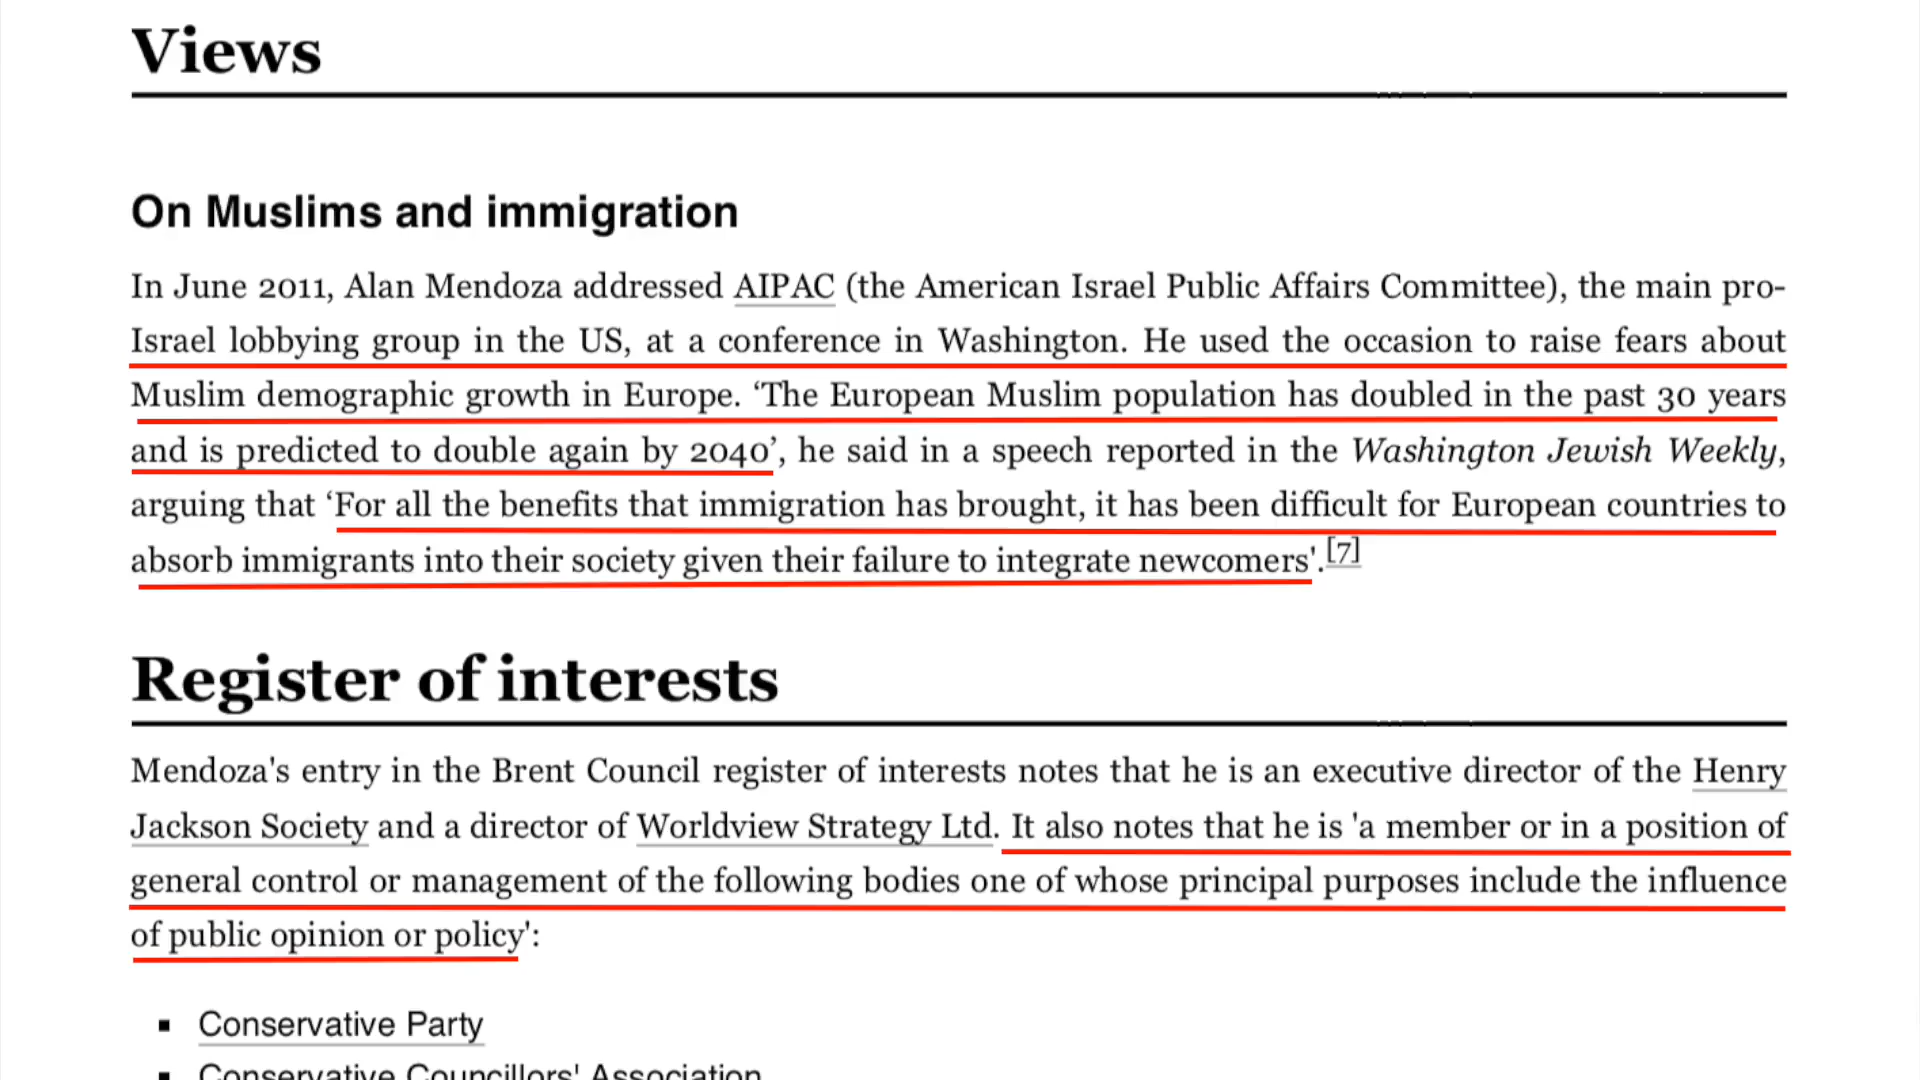 Views
On Muslims and immigration
In June 2011, Alan Mendoza addressed AIPAC (the American Israel Public Affairs Committee), the main pro-
Israel lobbying group in the US, at a conference in Washington. He used the occasion to raise fears about
Muslim demographic growth in Europe. ‘The European Muslim population has doubled in the past 30 years
and is predicted to double again by 2040’, he said in a speech reported in the Washington Jewish Weekly,
arguing that ‘For all the benefits that immigration has brought, it has been difficult for European countries to
absorb immigrants into their society given their failure to integrate newcomers'.[7]
Register of interests
Mendoza's entry in the Brent Council register of interests notes that he is an executive director of the Henry
Jackson Society and a director of Worldview Strategy Ltd. It also notes that he is 'a member or in a position of
general control or management of the following bodies one of whose principal purposes include the influence
of public opinion or policy':
▪ Conservative Party
▪ Conservative Councillors' Association